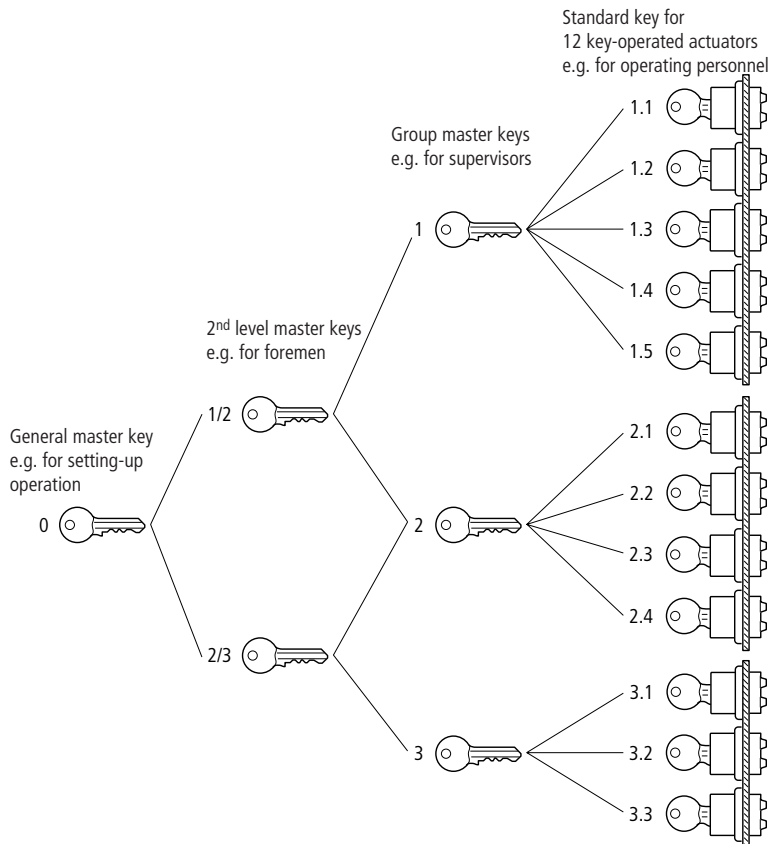 Standard key for
12 key-operated actuators
e.g. for operating personnel
1.1
Group master keys
e.g. for supervisors
1.2
1
1.3
1.4
2nd level master keys
e.g. for foremen
1.5
1/2
General master key
e.g. for setting-up
operation
2.1
2.2
0
2
2.3
2.4
2/3
3.1
3
3.2
3.3